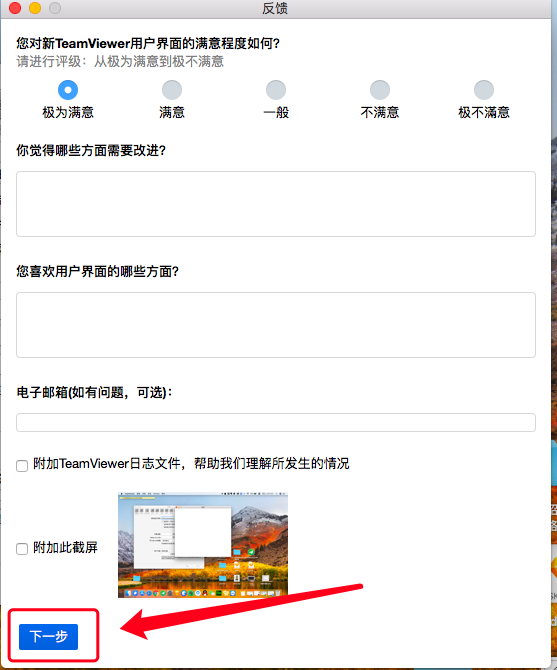 反馈
您对新TeamViewer用户界面的满意程度如何?
请进行评级：从极为满意到极不满意
极为满意 满意 一般 不满意 极不滿意
你觉得哪些方面需要改进?
您喜欢用户界面的哪些方面?
电子邮箱(如有问题，可选)：
附加TeamViewer日志文件，帮助我们理解所发生的情况
附加此截屏
下一步